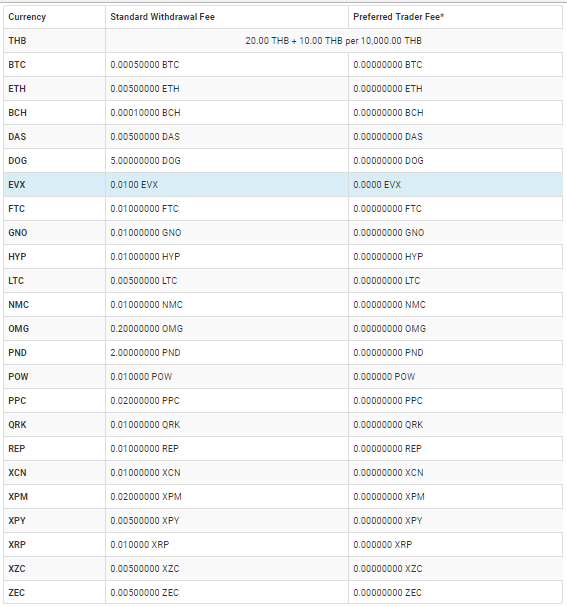 Currency Standard Withdrawal Fee Preferred Trader Fee*
THB 20.00 THB + 10.00 THB per 10,000.00 THB
BTC 0.00050000 BTC 0.00000000 BTC
ETH 0.00500000 ETH 0.00000000 ETH
BCH 0.00010000 BCH 0.00000000 BCH
DAS 0.00500000 DAS 0.00000000 DAS
DOG 5.00000000 DOG 0.00000000 DOG
EVX 0.0100 EVX 0.0000 EVX
FTC 0.01000000 FTC 0.00000000 FTC
GNO 0.01000000 GNO 0.00000000 GNO
HYP 0.01000000 HYP 0.00000000 HYP
LTC 0.00500000 LTC 0.00000000 LTC
NMC 0.01000000 NMC 0.00000000 NMC
OMG 0.20000000 OMG 0.00000000 OMG
PND 2.00000000 PND 0.00000000 PND
POW 0.010000 POW 0.000000 POW
PPC 0.02000000 PPC 0.00000000 PPC
QRK 0.01000000 QRK 0.00000000 QRK
REP 0.01000000 REP 0.00000000 REP
XCN 0.01000000 XCN 0.00000000 XCN
XPM 0.02000000 XPM 0.00000000 XPM
XPY 0.00500000 XPY 0.00000000 XPY
XRP 0.010000 XRP 0.000000 XRP
XZC 0.00500000 XZC 0.00000000 XZC
ZEC 0.00500000 ZEC 0.00000000 ZEC